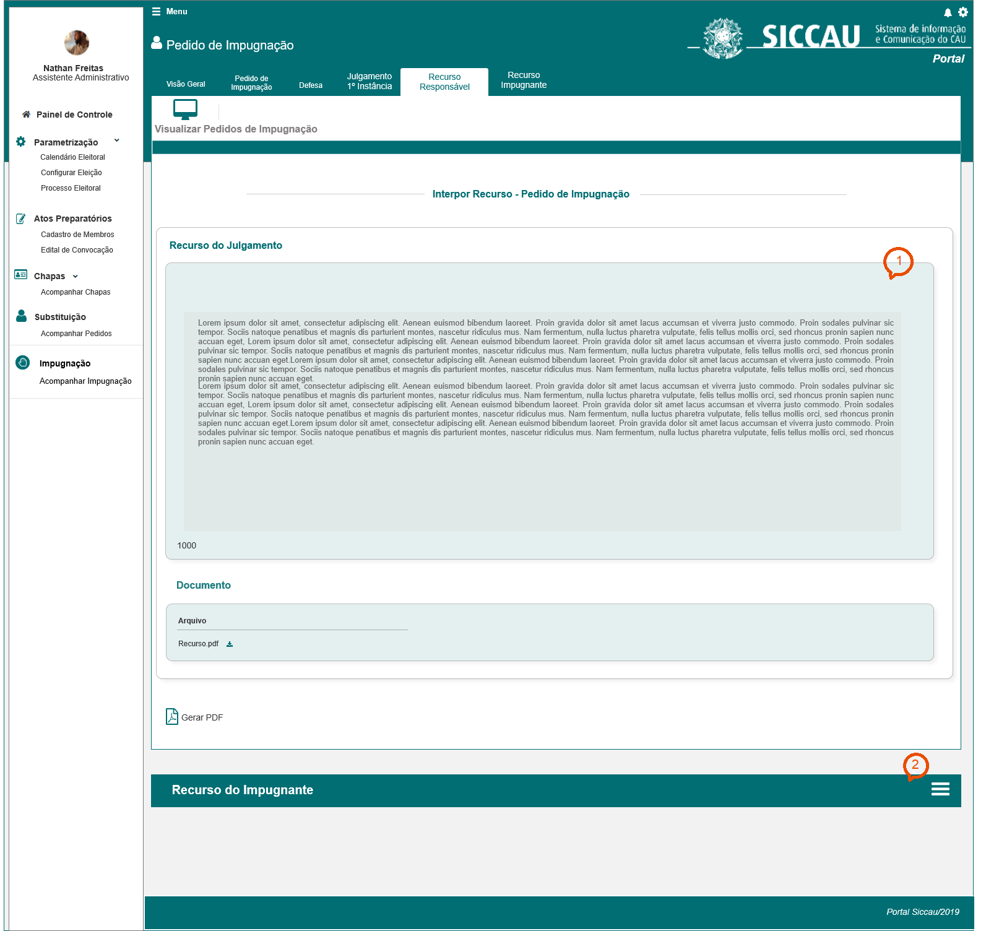 Menu
Pedido de Impugnação
SICCAU
Sistema de informação
e Comunicação do CAU
Portal
Nathan Freitas
Assistente Administrativo
Visão Geral
Pedido de
Impugnação
Defesa
Julgamento
1º Instância
Recurso
Responsável
Recurso
Impugnante
Visualizar Pedidos de Impugnação
Painel de Controle
Parametrização
Calendário Eleitoral
Configurar Eleição
Processo Eleitoral
Atos Preparatórios
Cadastro de Membros
Edital de Convocação
Chapas
Acompanhar Chapas
Substituição
Acompanhar Pedidos
Impugnação
Acompanhar Impugnação
Interpor Recurso - Pedido de Impugnação
Recurso do Julgamento
1
Lorem ipsum dolor sit amet, consectetur adipiscing elit. Aenean euismod bibendum laoreet. Proin gravida dolor sit amet lacus accumsan et viverra justo commodo. Proin sodales pulvinar sic
tempor. Sociis natoque penatibus et magnis dis parturient montes, nascetur ridiculus mus. Nam fermentum, nulla luctus pharetra vulputate, felis tellus mollis orci, sed rhoncus pronin sapien nunc
accuan eget, Lorem ipsum dolor sit amet, consectetur adipiscing elit. Aenean euismod bibendum laoreet. Proin gravida dolor sit amet lacus accumsan et viverra justo commodo. Proin sodales
pulvinar sic tempor. Sociis natoque penatibus et magnis dis parturient montes, nascetur ridiculus mus. Nam fermentum, nulla luctus pharetra vulputate, felis tellus mollis orci, sed rhoncus pronin
sapien nunc accuan eget.Lorem ipsum dolor sit amet, consectetur adipiscing elit. Aenean euismod bibendum laoreet. Proin gravida dolor sit amet lacus accumsan et viverra justo commodo. Proin
sodales pulvinar sic tempor. Sociis natoque penatibus et magnis dis parturient montes, nascetur ridiculus mus. Nam fermentum, nulla luctus pharetra vulputate, felis tellus mollis orci, sed rhoncus
pronin sapien nunc accuan eget.
Lorem ipsum dolor sit amet, consectetur adipiscing elit. Aenean euismod bibendum laoreet. Proin gravida dolor sit amet lacus accumsan et viverra justo commodo. Proin sodales pulvinar sic
tempor. Sociis natoque penatibus et magnis dis parturient montes, nascetur ridiculus mus. Nam fermentum, nulla luctus pharetra vulputate, felis tellus mollis orci, sed rhoncus pronin sapien nunc
accuan eget, Lorem ipsum dolor sit amet, consectetur adipiscing elit. Aenean euismod bibendum laoreet. Proin gravida dolor sit amet lacus accumsan et viverra justo commodo. Proin sodales
pulvinar sic tempor. Sociis natoque penatibus et magnis dis parturient montes, nascetur ridiculus mus. Nam fermentum, nulla luctus pharetra vulputate, felis tellus mollis orci, sed rhoncus pronin
sapien nunc accuan eget.Lorem ipsum dolor sit amet, consectetur adipiscing elit. Aenean euismod bibendum laoreet. Proin gravida dolor sit amet lacus accumsan et viverra justo commodo. Proin
sodales pulvinar sic tempor. Sociis natoque penatibus et magnis dis parturient montes, nascetur ridiculus mus. Nam fermentum, nulla luctus pharetra vulputate, felis tellus mollis orci, sed rhoncus
pronin sapien nunc accuan eget.
1000
Documento
Arquivo
Recurso.pdf
Gerar PDF
2
Recurso do Impugnante
Portal Siccau/2019